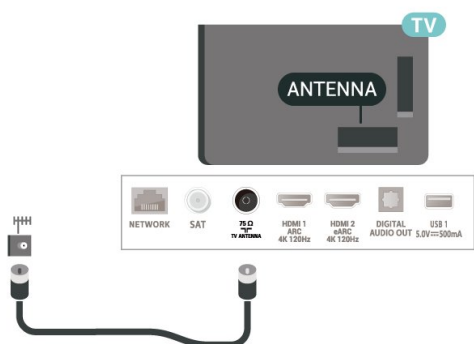 TV
ANTENNA
NETWORK
SAT
75 Ω
TV ANTENNA
HDMI 1
ARC
4K 120Hz
HDMI 2
eARC
4K 120Hz
DIGITAL
AUDIO OUT
USB 1
5.0V⎓500mA